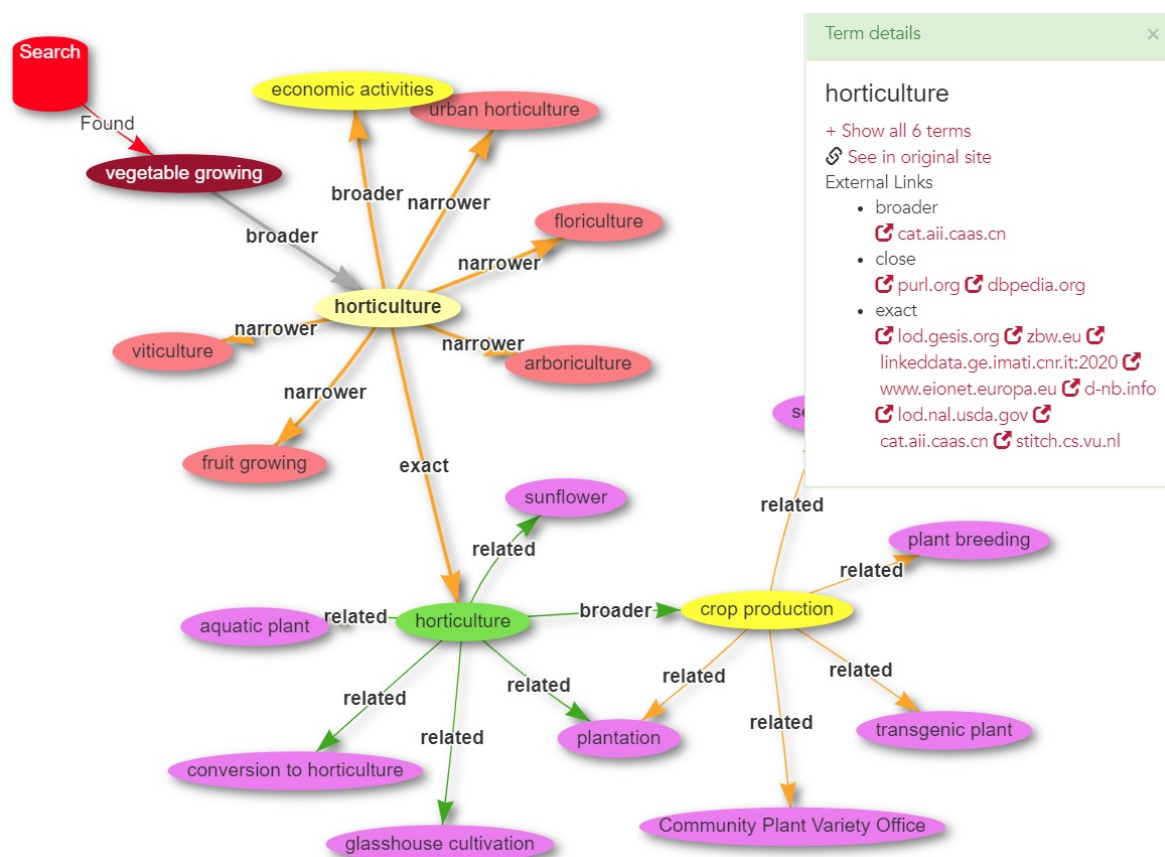 Search
Found
vegetable growing
broader
economic activities
urban horticulture
broader
narrower
floriculture
narrower
horticulture
narrower
viticulture
narrower
arboriculture
narrower
fruit growing
exact
sunflower
related
related
plant breeding
related
aquatic plant
related
horticulture
broader
crop production
related
related
related
related
related
related
plantation
transgenic plant
conversion to horticulture
Community Plant Variety Office
glasshouse cultivation
Term details
×
horticulture
+ Show all 6 terms
See in original site
External Links
• broader
cat.aii.caas.cn
• close
purl.org dbpedia.org
• exact
lod.gesis.org zbw.eu
linkeddata.ge.imati.cnr.it:2020
www.eionet.europa.eu d-nb.info
lod.nal.usda.gov
cat.aii.caas.cn stitch.cs.vu.nl